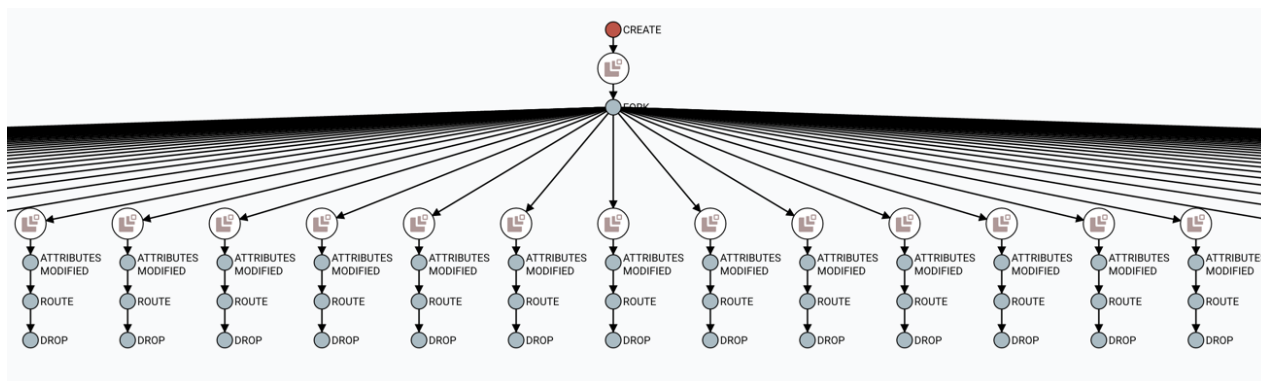 CREATE
FORK
ATTRIBUTES ATTRIBUTES ATTRIBUTES ATTRIBUTES ATTRIBUTES ATTRIBUTES ATTRIBUTES ATTRIBUTES ATTRIBUTES ATTRIBUTES ATTRIBUTES ATTRIBUTES ATTRIBUTES
MODIFIED MODIFIED MODIFIED MODIFIED MODIFIED MODIFIED MODIFIED MODIFIED MODIFIED MODIFIED MODIFIED MODIFIED MODIFIED
ROUTE ROUTE ROUTE ROUTE ROUTE ROUTE ROUTE ROUTE ROUTE ROUTE ROUTE ROUTE ROUTE
DROP DROP DROP DROP DROP DROP DROP DROP DROP DROP DROP DROP DROP